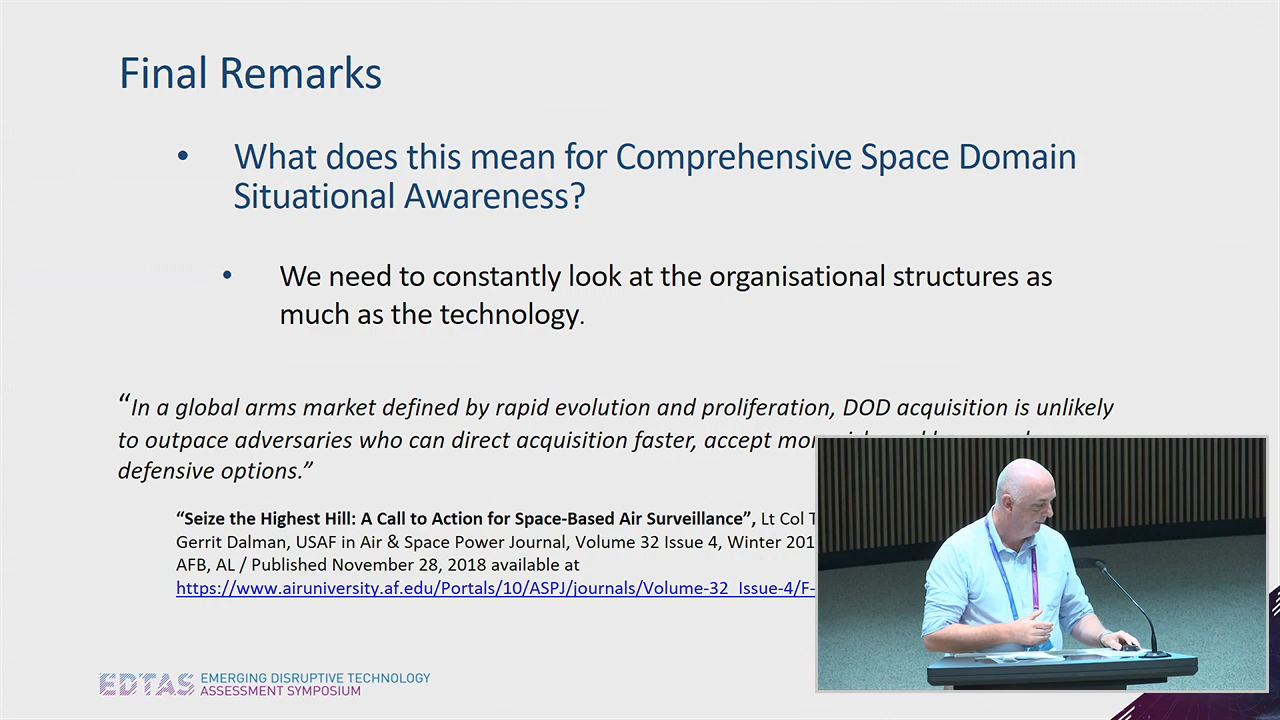 Final Remarks
• What does this mean for Comprehensive Space Domain
Situational Awareness?
• We need to constantly look at the organisational structures as
much as the technology.
“In a global arms market defined by rapid evolution and proliferation, DOD acquisition is unlikely
to outpace adversaries who can direct acquisition faster, accept
defensive options.”
“Seize the Highest Hill: A Call to Action for Space-Based Air Surveillance”, Lt Col
Gerrit Dalman, USAF in Air & Space Power Journal, Volume 32 Issue 4, Winter 201
AFB, AL / Published November 28, 2018 available at
https://www.airuniversity.af.edu/Portals/10/ASPJ/journals/Volume-32_Issue-4/F-
EDTAS EMERGING DISRUPTIVE TECHNOLOGY
ASSESSMENT SYMPOSIUM